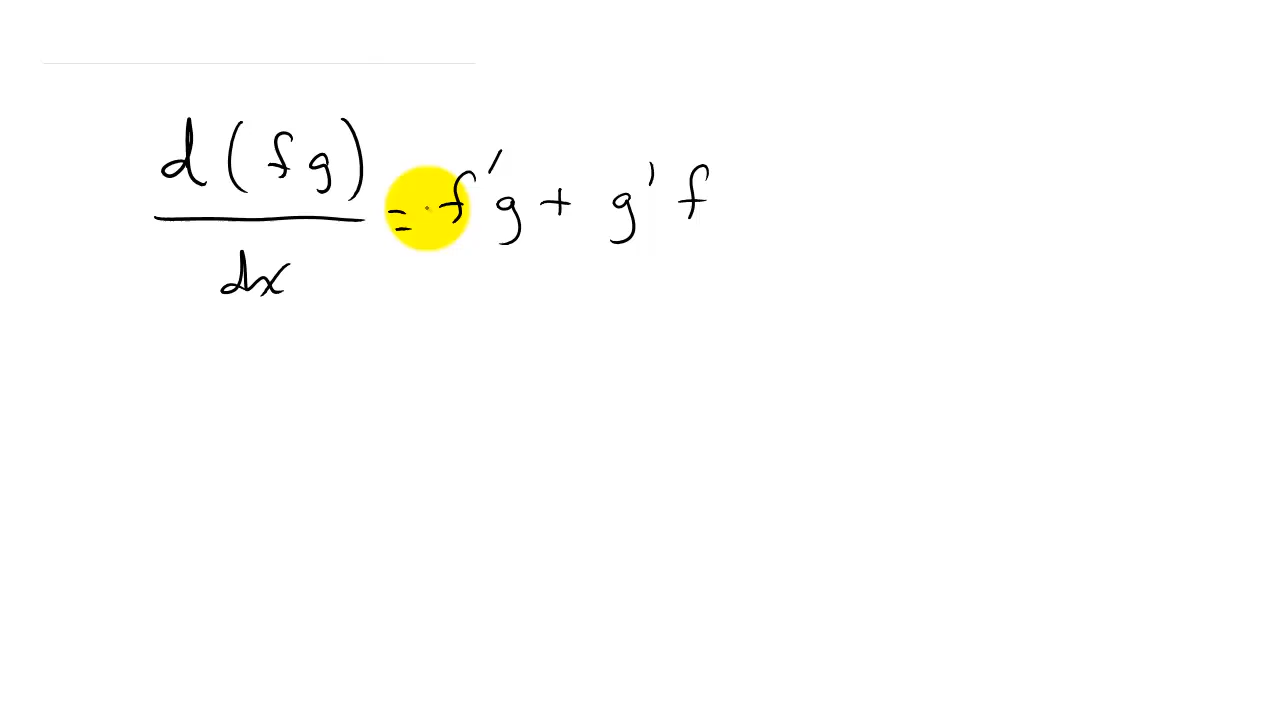 d(fg)/dx = f'g + g'f